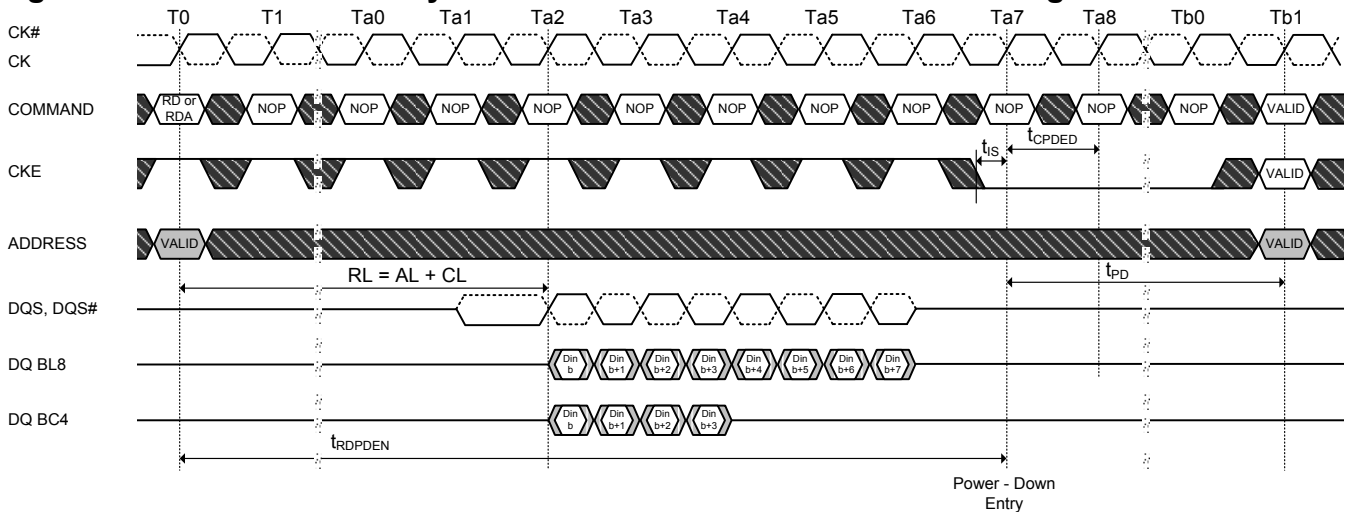 T0 T1 Ta0 Ta1 Ta2 Ta3 Ta4 Ta5 Ta6 Ta7 Ta8 Tb0 Tb1
CK#
CK
COMMAND
RD or
RDA
NOP NOP NOP NOP NOP NOP NOP NOP NOP NOP NOP VALID
tIS
tCPDED
CKE
VALID
ADDRESS
VALID
VALID
RL = AL + CL
tPD
DQS, DQS#
DQ BL8
Din
b
Din
b+1
Din
b+2
Din
b+3
Din
b+4
Din
b+5
Din
b+6
Din
b+7
DQ BC4
Din
b
Din
b+1
Din
b+2
Din
b+3
tRDPDEN
Power - Down
Entry